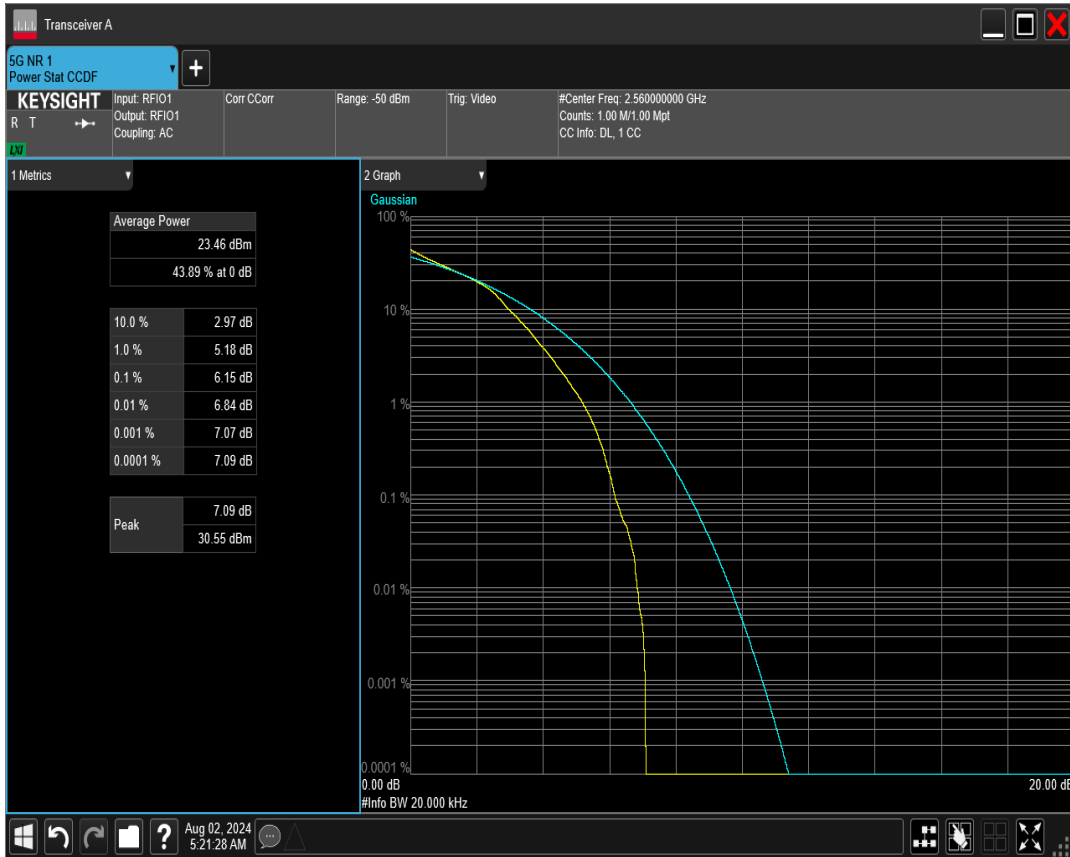 Transceiver A
5G NR 1
Power Stat CCDF
+
KEYSIGHT
R T
LXI
Input: RFIO1
Output: RFIO1
Coupling: AC
Corr CCorr
Range: -50 dBm
Trig: Video
#Center Freq: 2.560000000 GHz
Counts: 1.00 M/1.00 Mpt
CC Info: DL, 1 CC
1 Metrics
Average Power
23.46 dBm
43.89 % at 0 dB
10.0 % 2.97 dB
1.0 % 5.18 dB
0.1 % 6.15 dB
0.01 % 6.84 dB
0.001 % 7.07 dB
0.0001 % 7.09 dB
Peak
7.09 dB
30.55 dBm
2 Graph
Gaussian
100 %
10 %
1 %
0.1 %
0.01 %
0.001 %
0.0001 %
0.00 dB 20.00 dB
#Info BW 20.000 kHz
?
Aug 02, 2024
5:21:28 AM